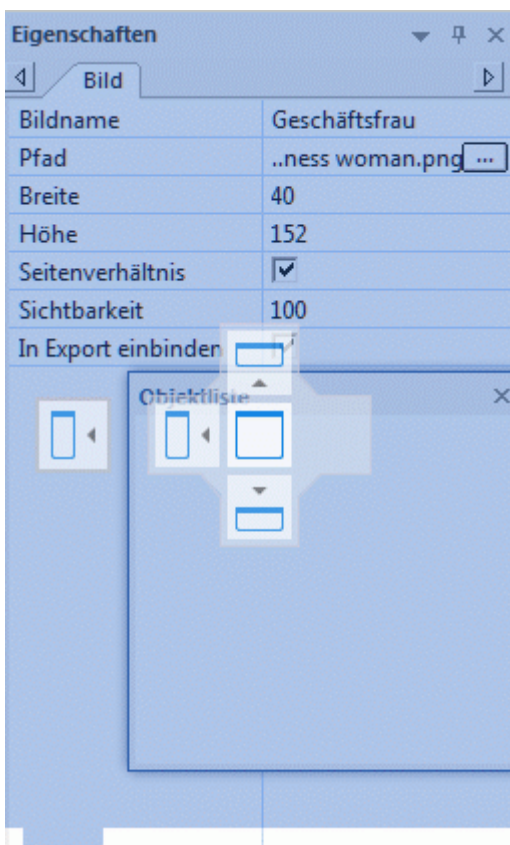 Eigenschaften
Bild
Bildname Geschäftsfrau
Pfad ..ness woman.png ...
Breite 40
Höhe 152
Seitenverhältnis
Sichtbarkeit 100
In Export einbinden
Objektliste